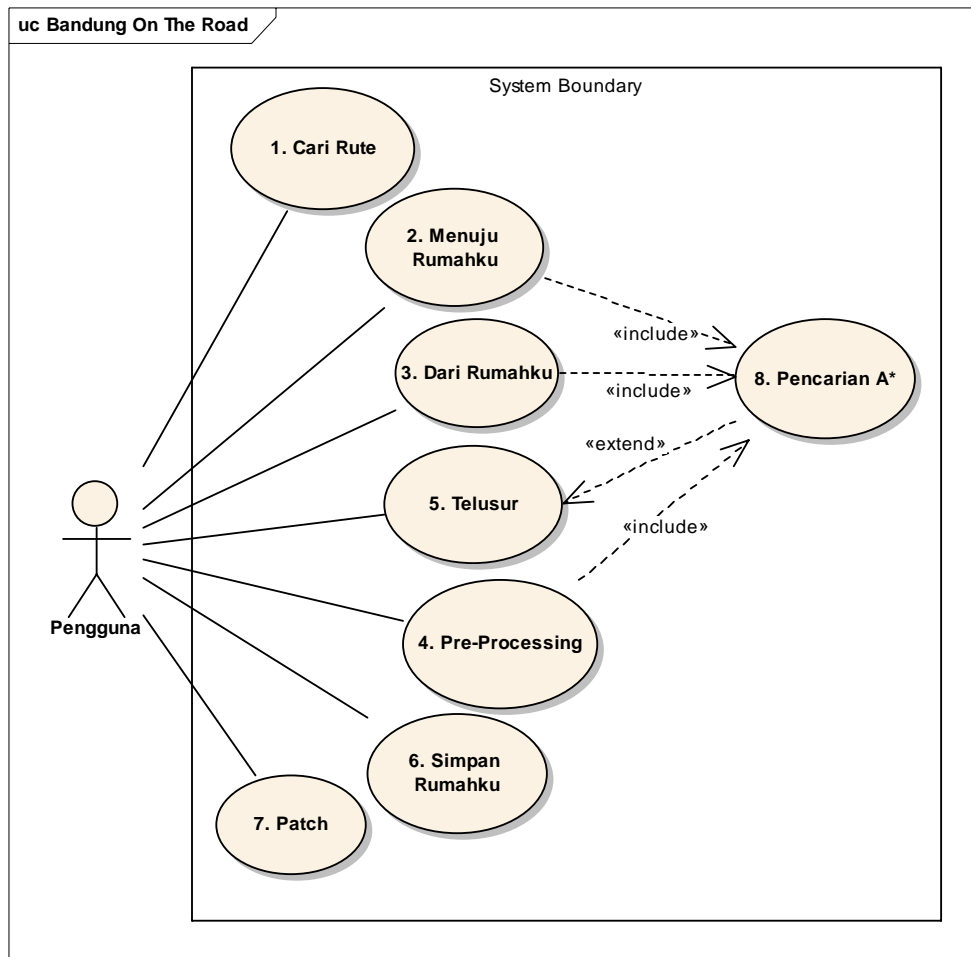 uc Bandung On The Road
System Boundary
1. Cari Rute
2. Menuju
Rumahku
«include»
3. Dari Rumahku
«include»
8. Pencarian A*
«extend»
5. Telusur
«include»
Pengguna
4. Pre-Processing
6. Simpan
Rumahku
7. Patch